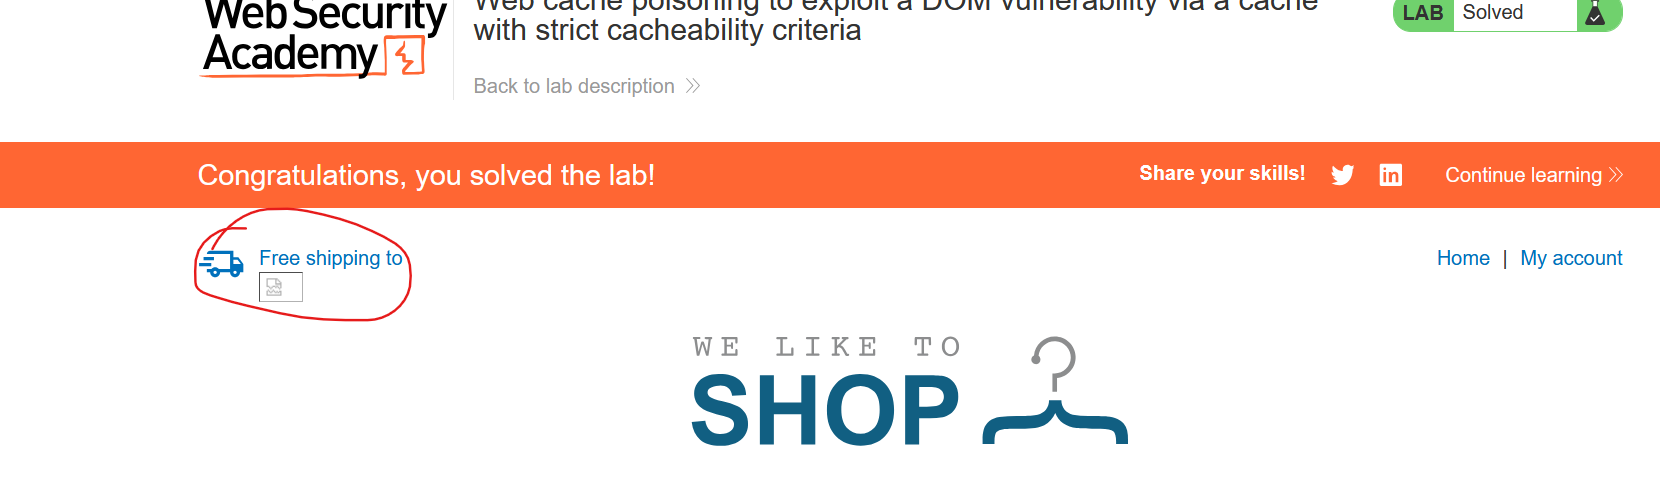 Web Security
Academy
Web cache poisoning to exploit a DOM vulnerability via a cache
with strict cacheability criteria
Back to lab description
LAB Solved
Congratulations, you solved the lab!
Share your skills!
in
Continue learning
Free shipping to
Home | My account
WE LIKE TO
SHOP